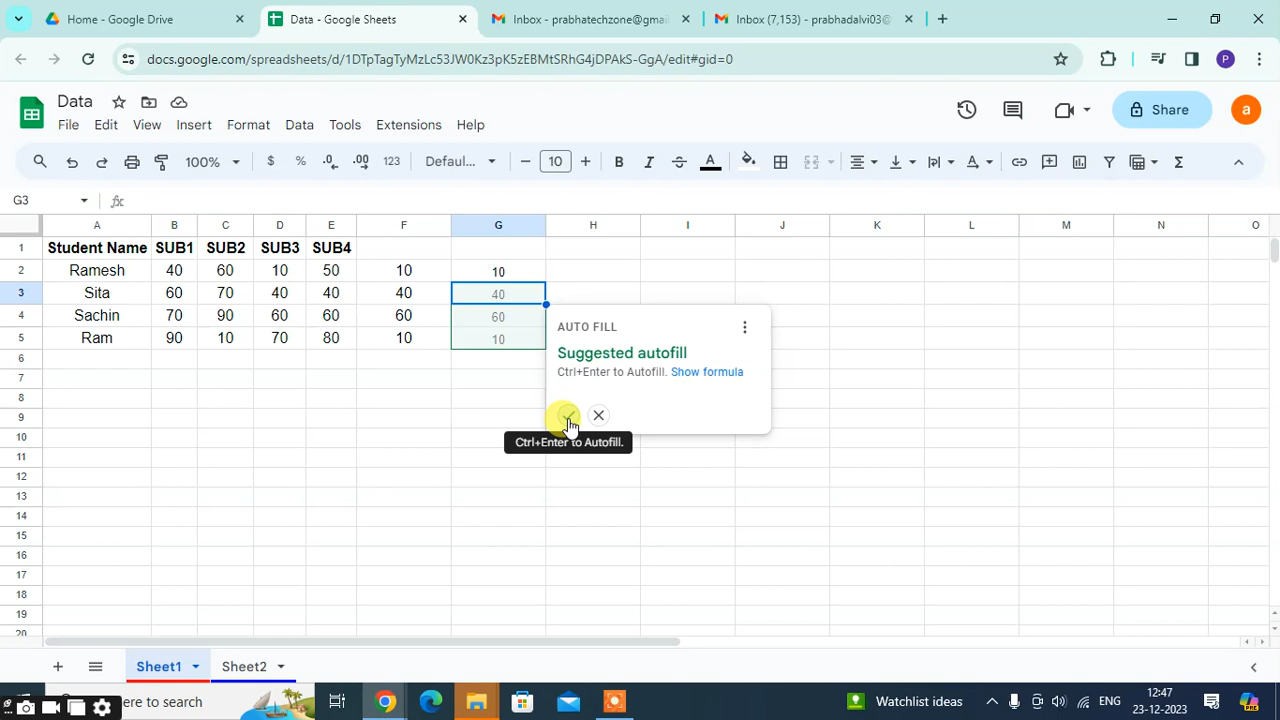 Home - Google Drive
Data - Google Sheets
Inbox - prabhatechzone@gmai
Inbox (7,153) - prabhadalvi03@
docs.google.com/spreadsheets/d/1DTpTagTyMzLc53JW0Kz3pK5zEBMtSRhG4jDPAkS-GgA/edit#gid=0
P
Data
File Edit View Insert Format Data Tools Extensions Help
Share
a
100% $ % .0 .00 123 Defaul... 10 B I A
G3 fx
A B C D E F G H I J K L M N O
1 Student Name SUB1 SUB2 SUB3 SUB4
2 Ramesh 40 60 10 50 10 10
3 Sita 60 70 40 40 40 40
4 Sachin 70 90 60 60 60 60
5 Ram 90 10 70 80 10 10
AUTO FILL
Suggested autofill
Ctrl+Enter to Autofill. Show formula
Ctrl+Enter to Autofill.
6
7
8
9
10
11
12
13
14
15
16
17
18
19
20
Sheet1 Sheet2
ere to search
Watchlist ideas
ENG
12:47
23-12-2023